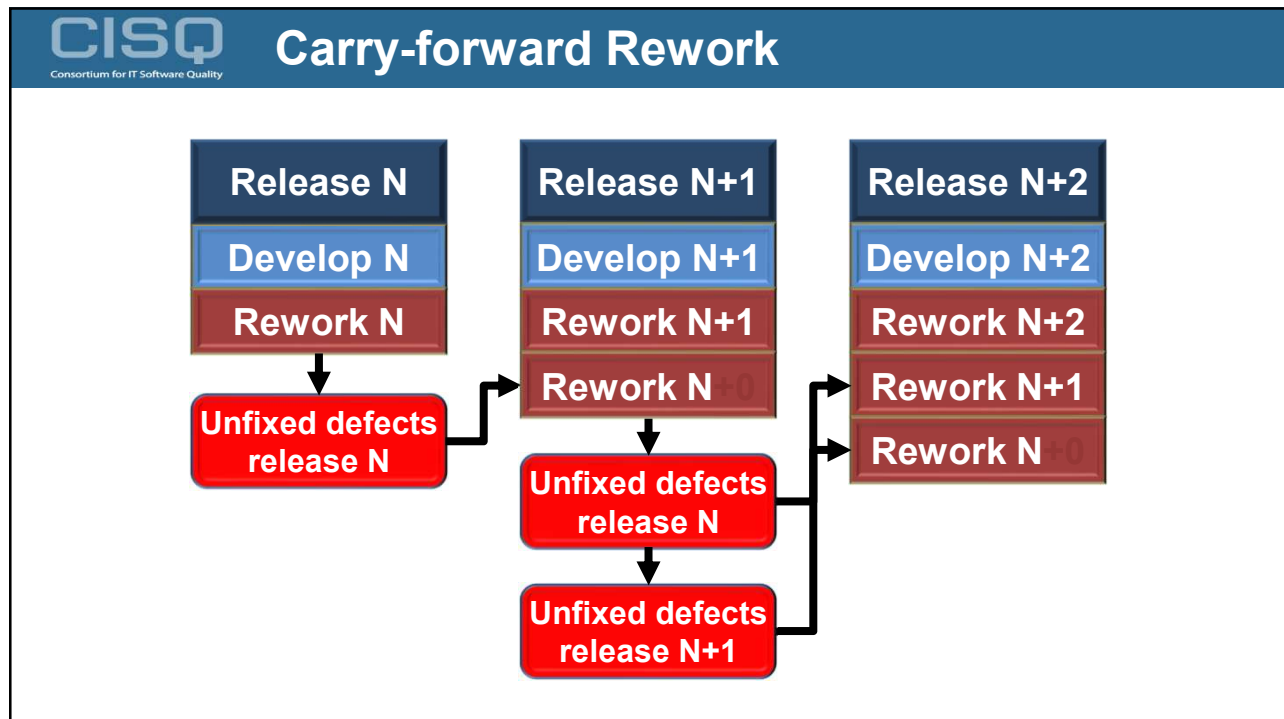 CISQ
Consortium for IT Software Quality
Carry-forward Rework
Release N
Develop N
Rework N
Unfixed defects
release N
Release N+1
Develop N+1
Rework N+1
Rework N+0
Unfixed defects
release N
Unfixed defects
release N+1
Release N+2
Develop N+2
Rework N+2
Rework N+1
Rework N+0